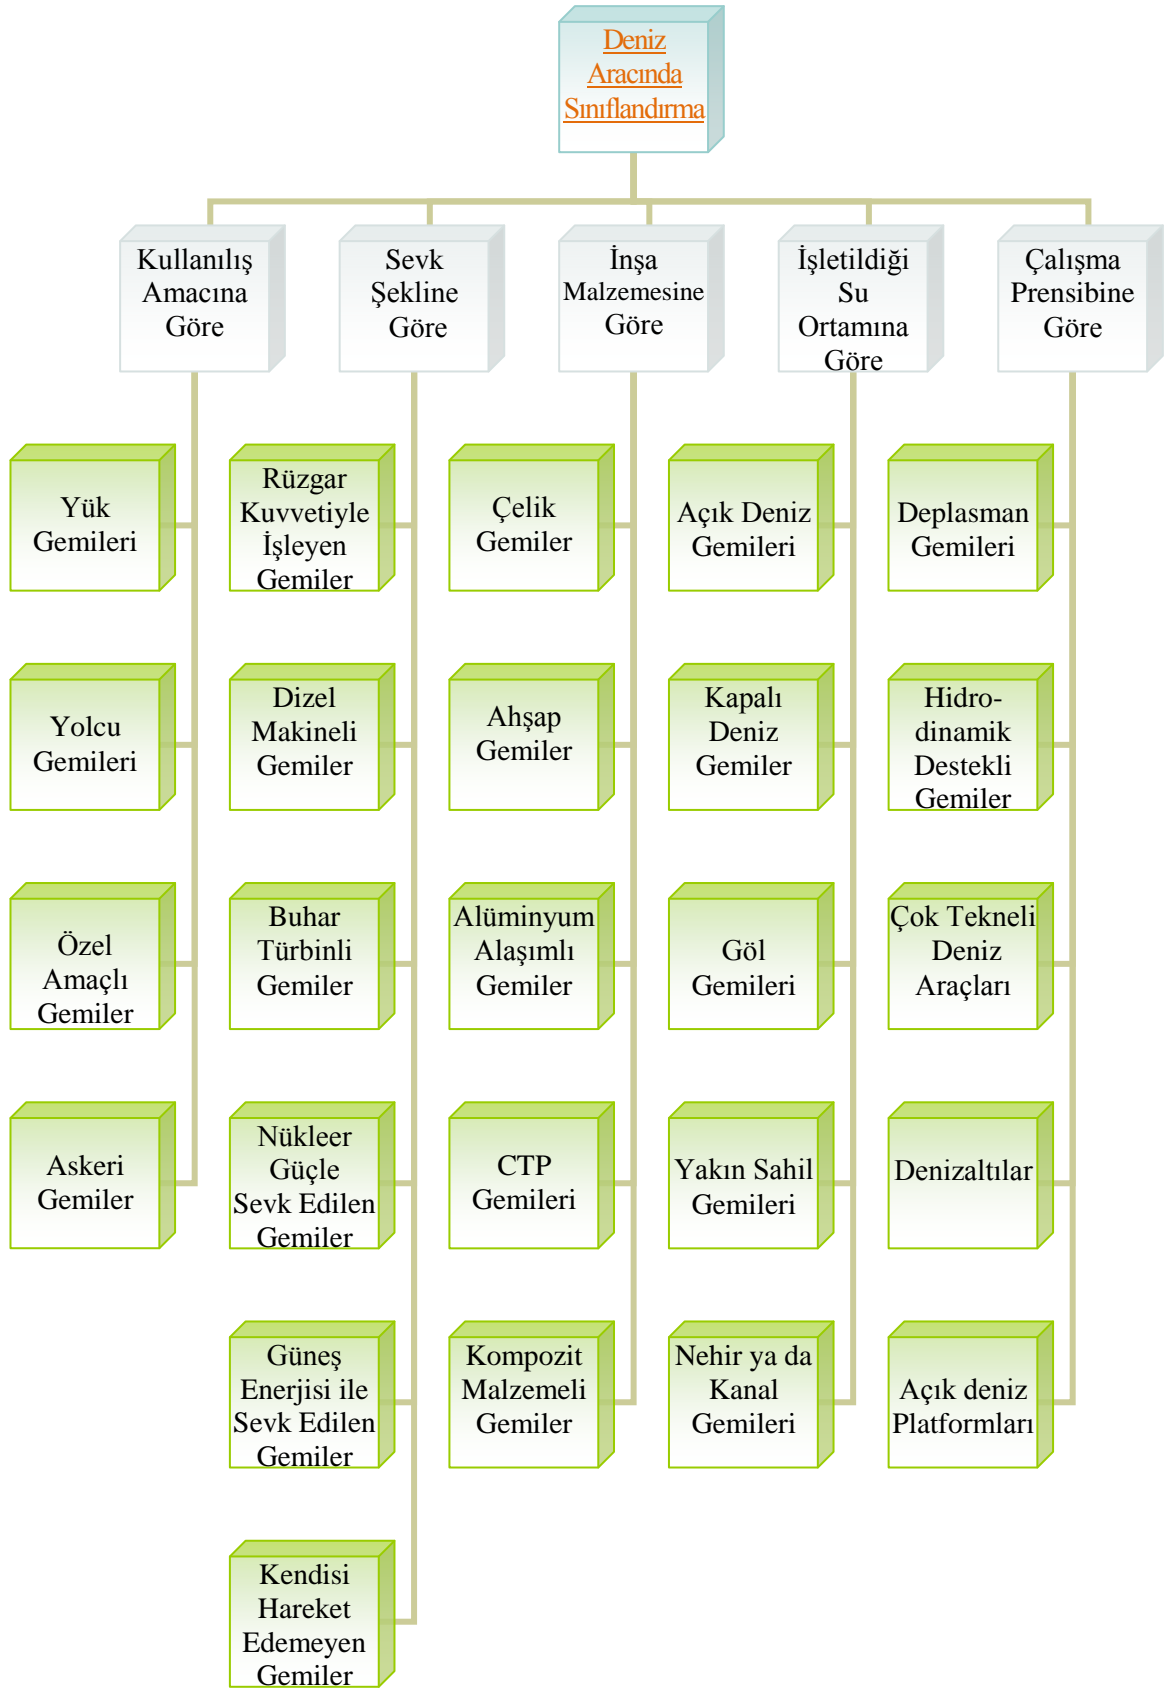 Deniz
Aracında
Sınıflandırma
Kullanılış
Amacına
Göre
Sevk
Şekline
Göre
İnşa
Malzemesine
Göre
İşletildiği
Su
Ortamına
Göre
Çalışma
Prensibine
Göre
Yük
Gemileri
Rüzgar
Kuvvetiyle
İşleyen
Gemiler
Çelik
Gemiler
Açık Deniz
Gemileri
Deplasman
Gemileri
Yolcu
Gemileri
Dizel
Makineli
Gemiler
Ahşap
Gemiler
Kapalı
Deniz
Gemiler
Hidro-
dinamik
Destekli
Gemiler
Özel
Amaçlı
Gemiler
Buhar
Türbinli
Gemiler
Alüminyum
Alaşımlı
Gemiler
Göl
Gemileri
Çok Tekneli
Deniz
Araçları
Askeri
Gemiler
Nükleer
Güçle
Sevk Edilen
Gemiler
CTP
Gemileri
Yakın Sahil
Gemileri
Denizaltılar
Güneş
Enerjisi ile
Sevk Edilen
Gemiler
Kompozit
Malzemeli
Gemiler
Nehir ya da
Kanal
Gemileri
Açık deniz
Platformları
Kendisi
Hareket
Edemeyen
Gemiler